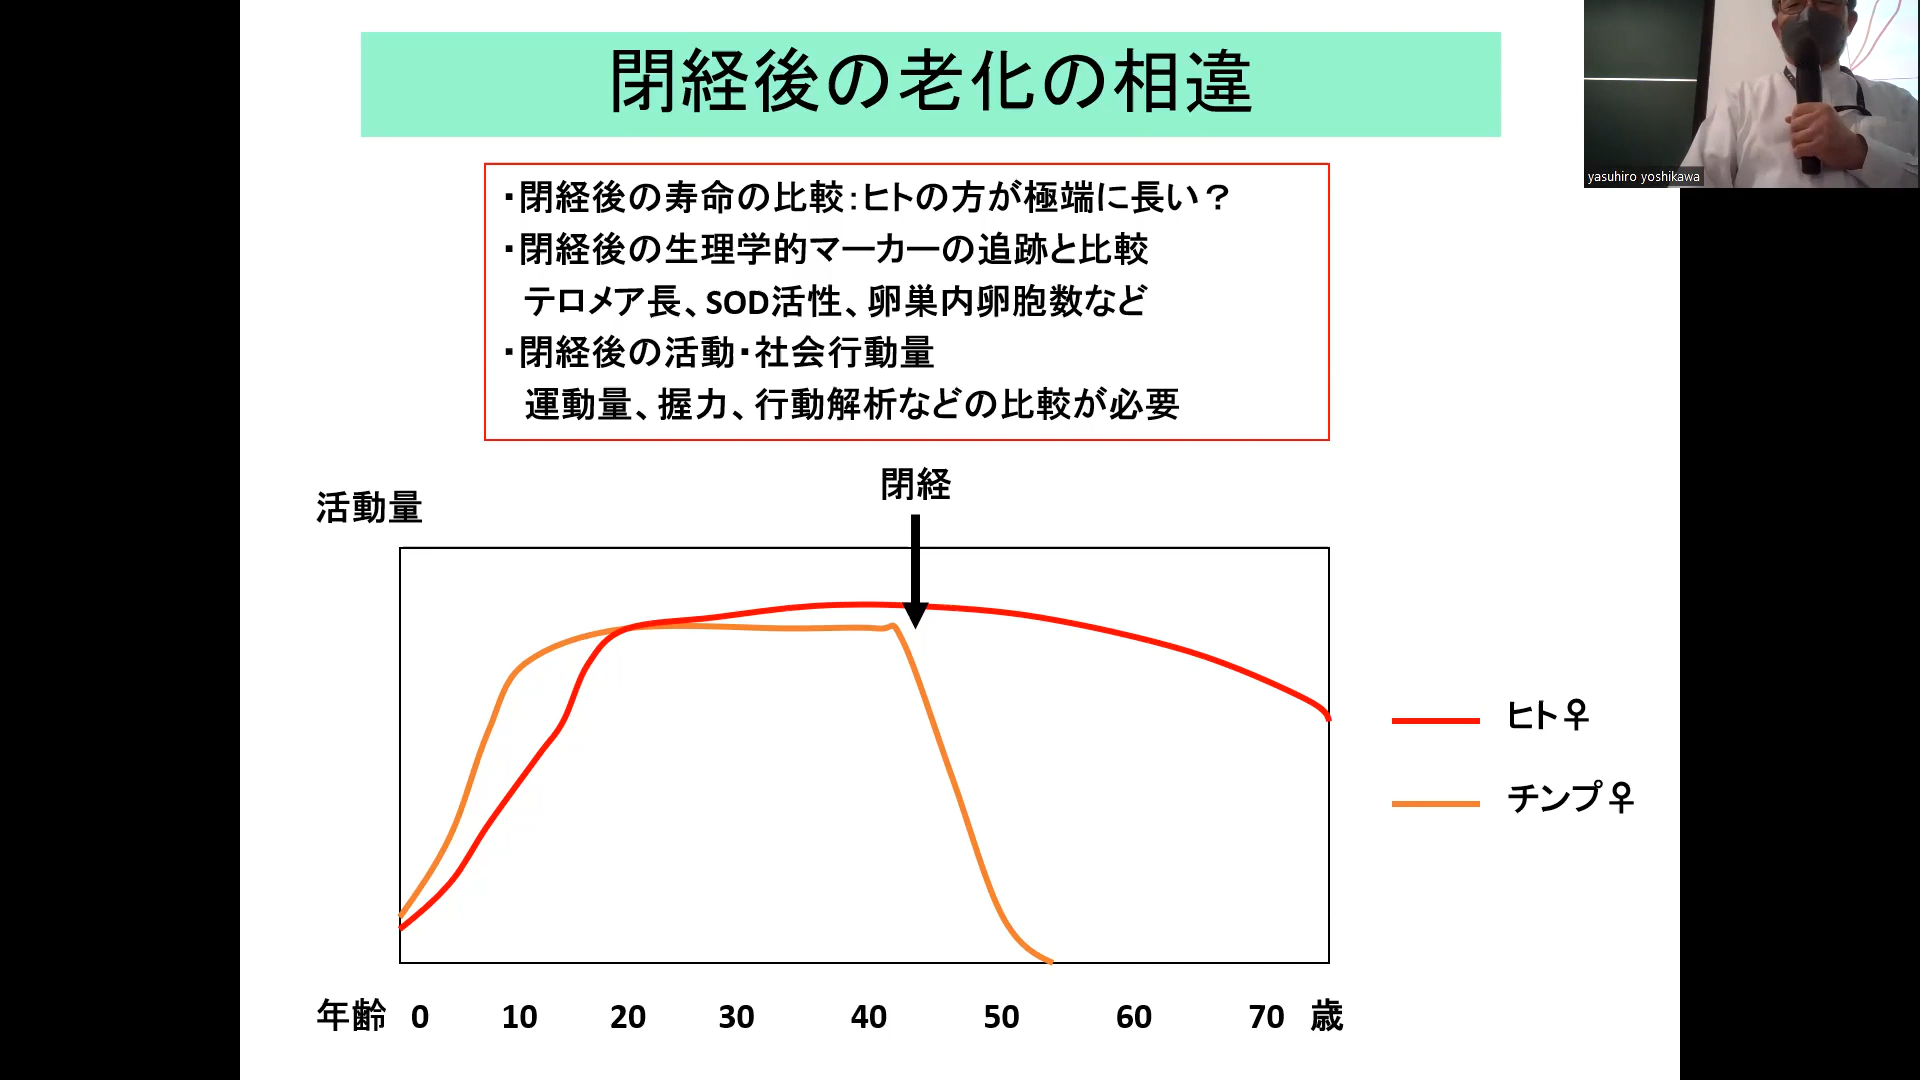 閉経後の老化の相違
yasuhiro yoshikawa
・閉経後の寿命の比較：ヒトの方が極端に長い？
・閉経後の生理学的マーカーの追跡と比較
テロメア長、SOD活性、卵巣内卵胞数など
・閉経後の活動・社会行動量
運動量、握力、行動解析などの比較が必要
閉経
活動量
ヒト♀
チンプ♀
年齢 0 10 20 30 40 50 60 70 歳